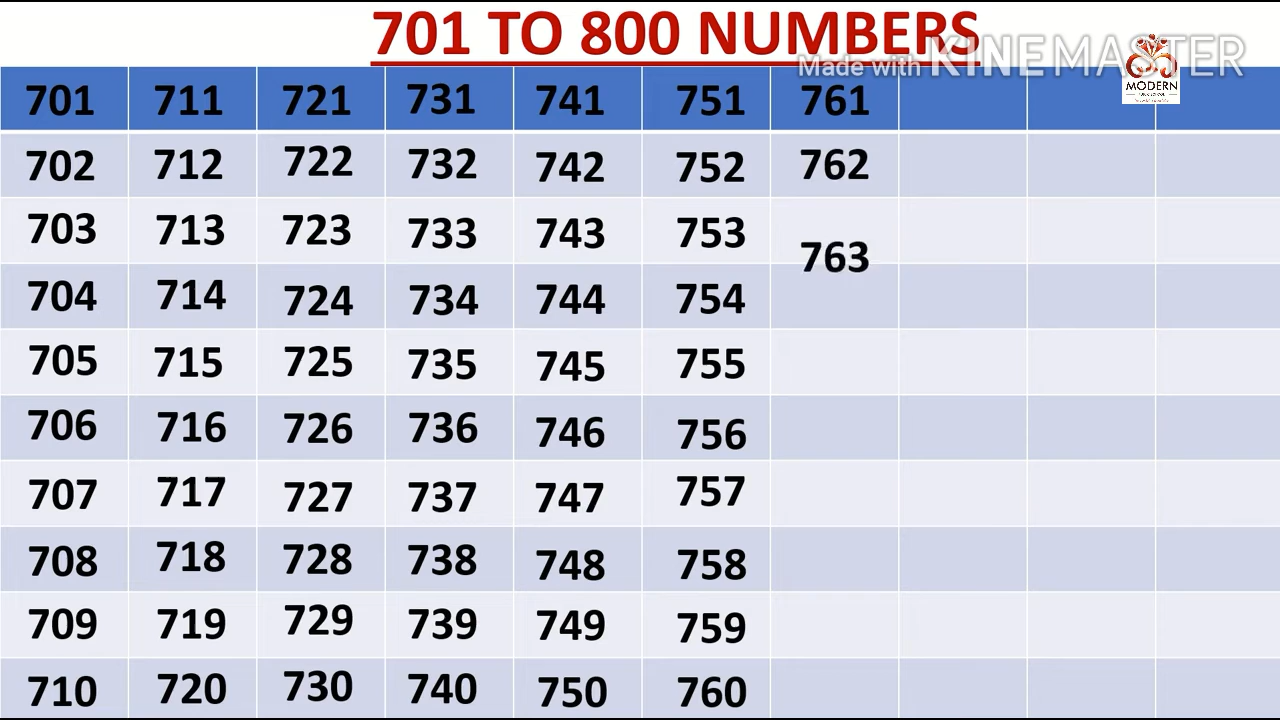 701 TO 800 NUMBERS
Made with KINEMASTER
MODERN
701 711 721 731 741 751 761
702 712 722 732 742 752 762
703 713 723 733 743 753 763
704 714 724 734 744 754
705 715 725 735 745 755
706 716 726 736 746 756
707 717 727 737 747 757
708 718 728 738 748 758
709 719 729 739 749 759
710 720 730 740 750 760